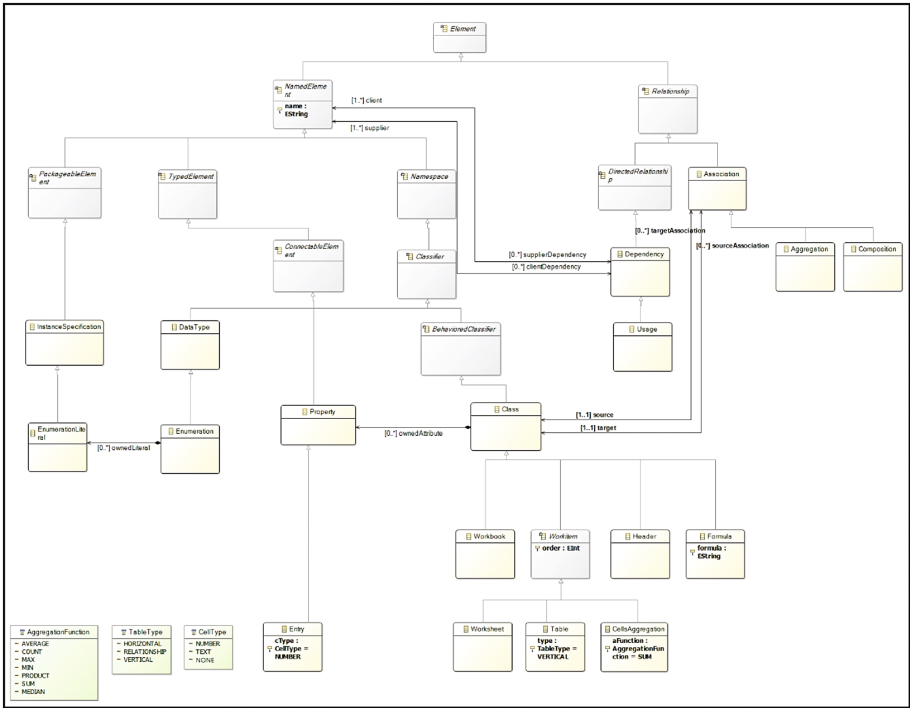 Element
NamedEleme
nt
name :
EString
Relationship
[1..*] client
[1..*] supplier
PackageableElem
ent
TypedElement
Namespace
DirectedRelationsh
ip
Association
[0..*] targetAssociation
[0..*] sourceAssociation
ConnectableElem
ent
Classifier
[0..*] supplierDependency
[0..*] clientDependency
Dependency
Aggregation
Composition
InstanceSpecification
DataType
BehavioredClassifier
Usage
EnumerationLite
ral
[0..*] ownedLiteral
Enumeration
Property
[0..*] ownedAttribute
Class
[1..1] source
[1..1] target
Workbook
WorkItem
order : EInt
Header
Formula
formula :
EString
AggregationFunction
AVERAGE
COUNT
MAX
MIN
PRODUCT
SUM
MEDIAN
TableType
HORIZONTAL
RELATIONSHIP
VERTICAL
CellType
NUMBER
TEXT
NONE
Entry
cType :
CellType =
NUMBER
Worksheet
Table
type :
TableType =
VERTICAL
CellsAggregation
aFunction :
AggregationFun
ction = SUM